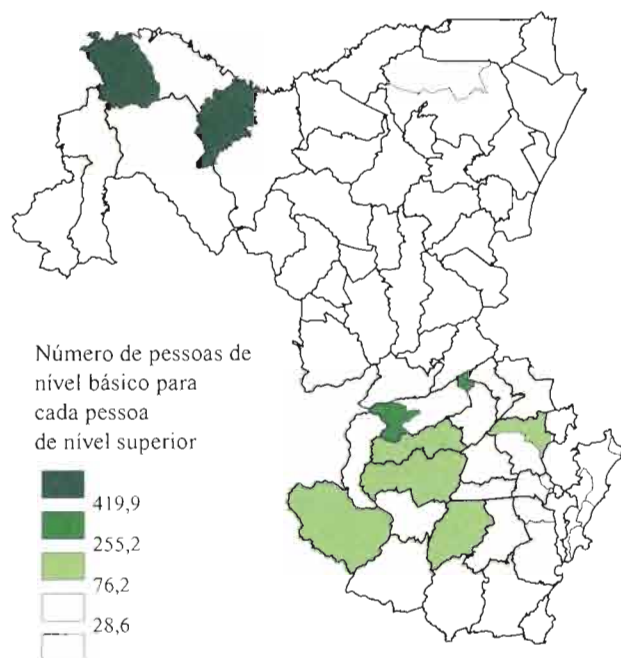 Número de pessoas de
nível básico para
cada pessoa
de nível superior
419,9
255,2
76,2
28,6